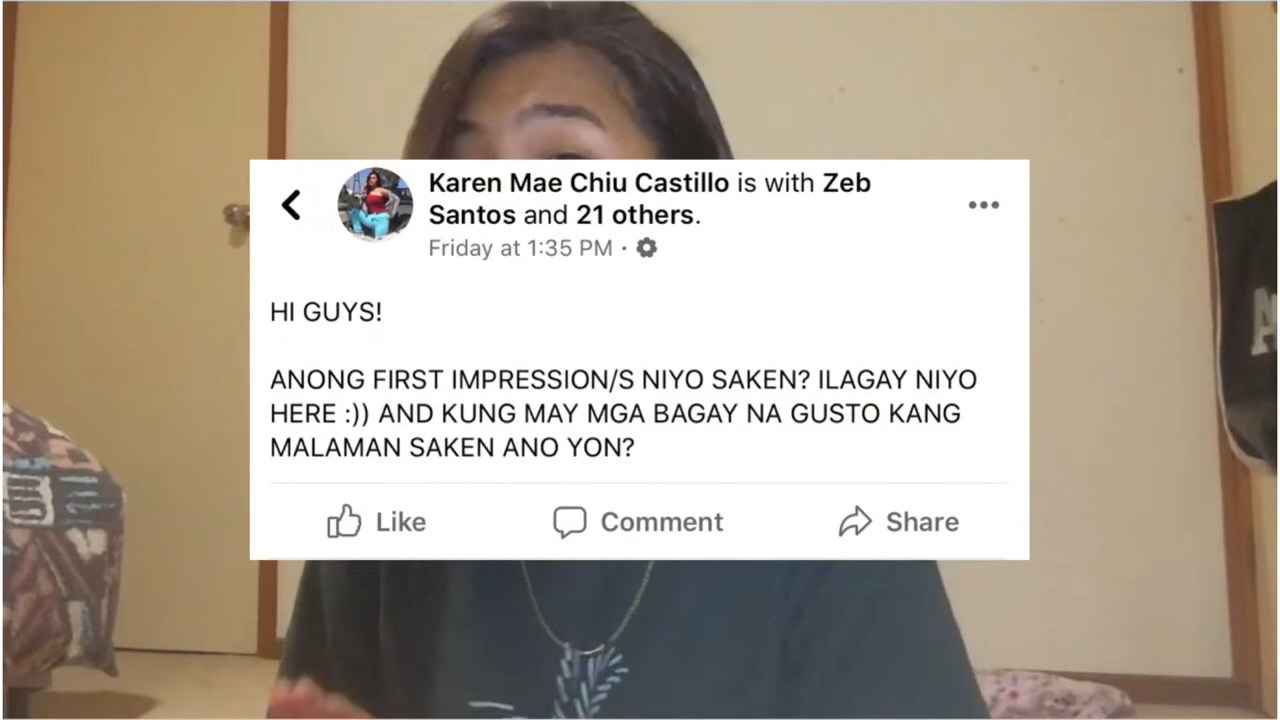 Karen Mae Chiu Castillo is with Zeb
Santos and 21 others.
Friday at 1:35 PM ·
HI GUYS!
ANONG FIRST IMPRESSION/S NIYO SAKEN? ILAGAY NIYO
HERE :)) AND KUNG MAY MGA BAGAY NA GUSTO KANG
MALAMAN SAKEN ANO YON?
Like
Comment
Share